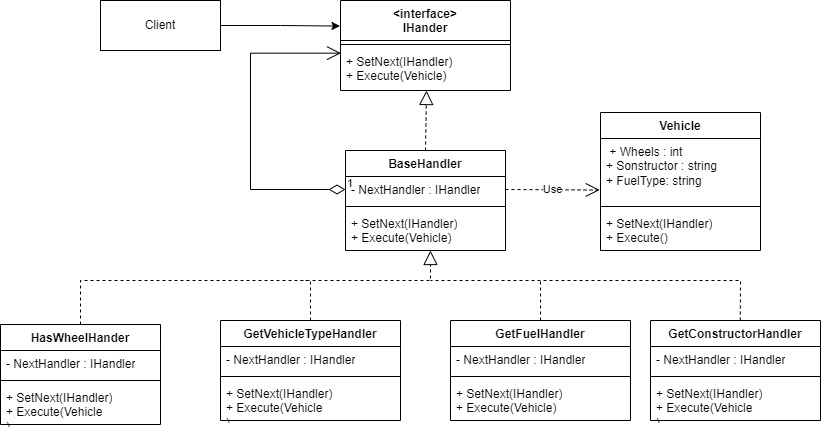 Client
<interface>
IHander
+ SetNext(IHandler)
+ Execute(Vehicle)
BaseHandler
1
- NextHandler : IHandler
+ SetNext(IHandler)
+ Execute(Vehicle)
Use
Vehicle
+ Wheels : int
+ Sonstructor : string
+ FuelType: string
+ SetNext(IHandler)
+ Execute()
HasWheelHander
- NextHandler : IHandler
+ SetNext(IHandler)
+ Execute(Vehicle
)
GetVehicleTypeHandler
- NextHandler : IHandler
+ SetNext(IHandler)
+ Execute(Vehicle
)
GetFuelHandler
- NextHandler : IHandler
+ SetNext(IHandler)
+ Execute(Vehicle)
GetConstructorHandler
- NextHandler : IHandler
+ SetNext(IHandler)
+ Execute(Vehicle
)